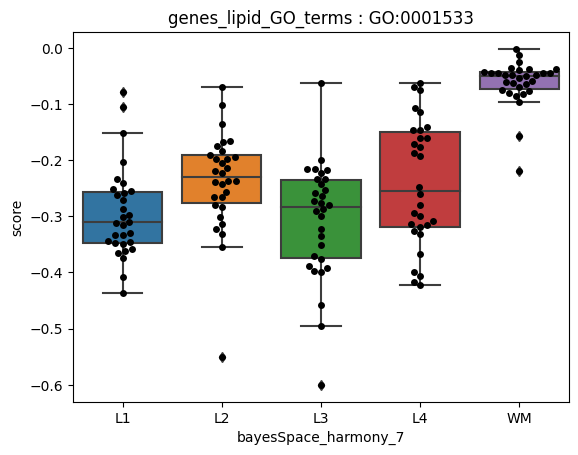 genes_lipid_GO_terms : GO:0001533
0.0
−0.1
−0.2
−0.3
−0.4
−0.5
−0.6
score
L1 L2 L3 L4 WM
bayesSpace_harmony_7